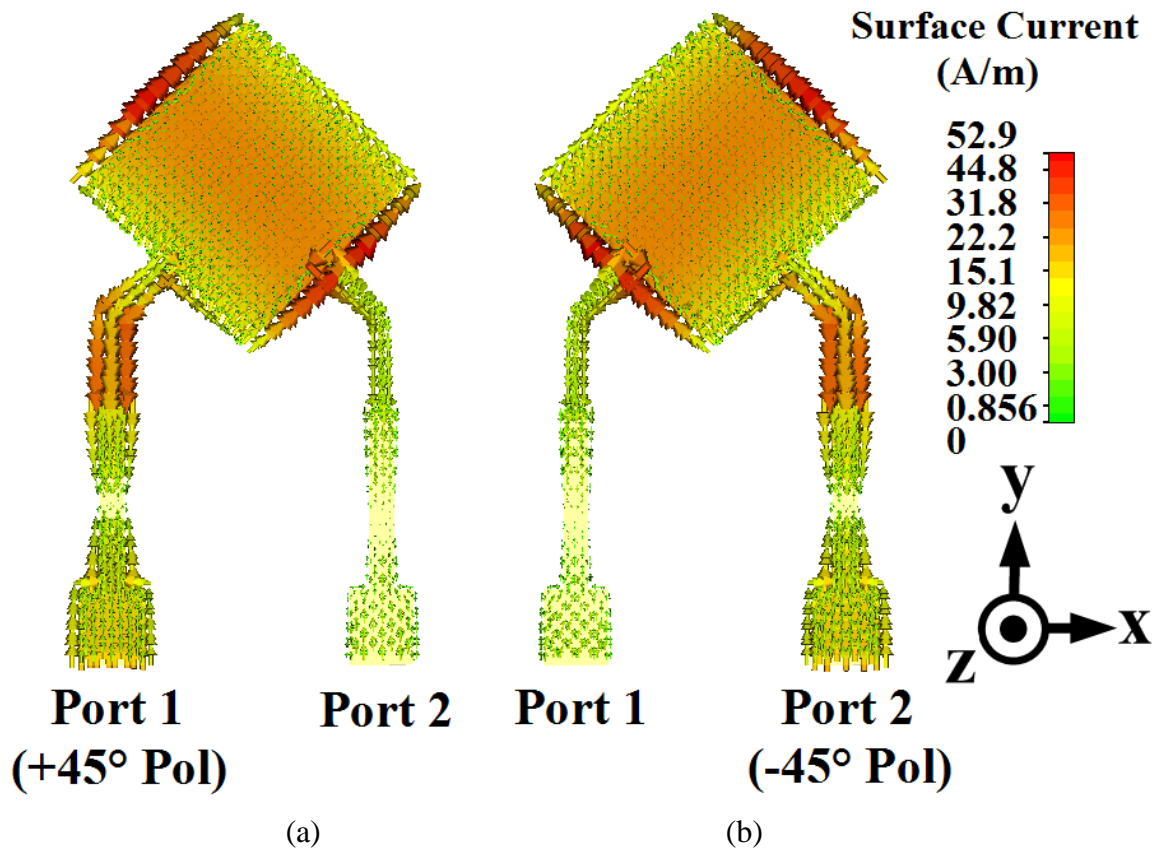 Surface Current
(A/m)
52.9
44.8
31.8
22.2
15.1
9.82
5.90
3.00
0.856
0
y
x
z
Port 1
Port 2
Port 1
Port 2
(+45° Pol)
(-45° Pol)
(a)
(b)